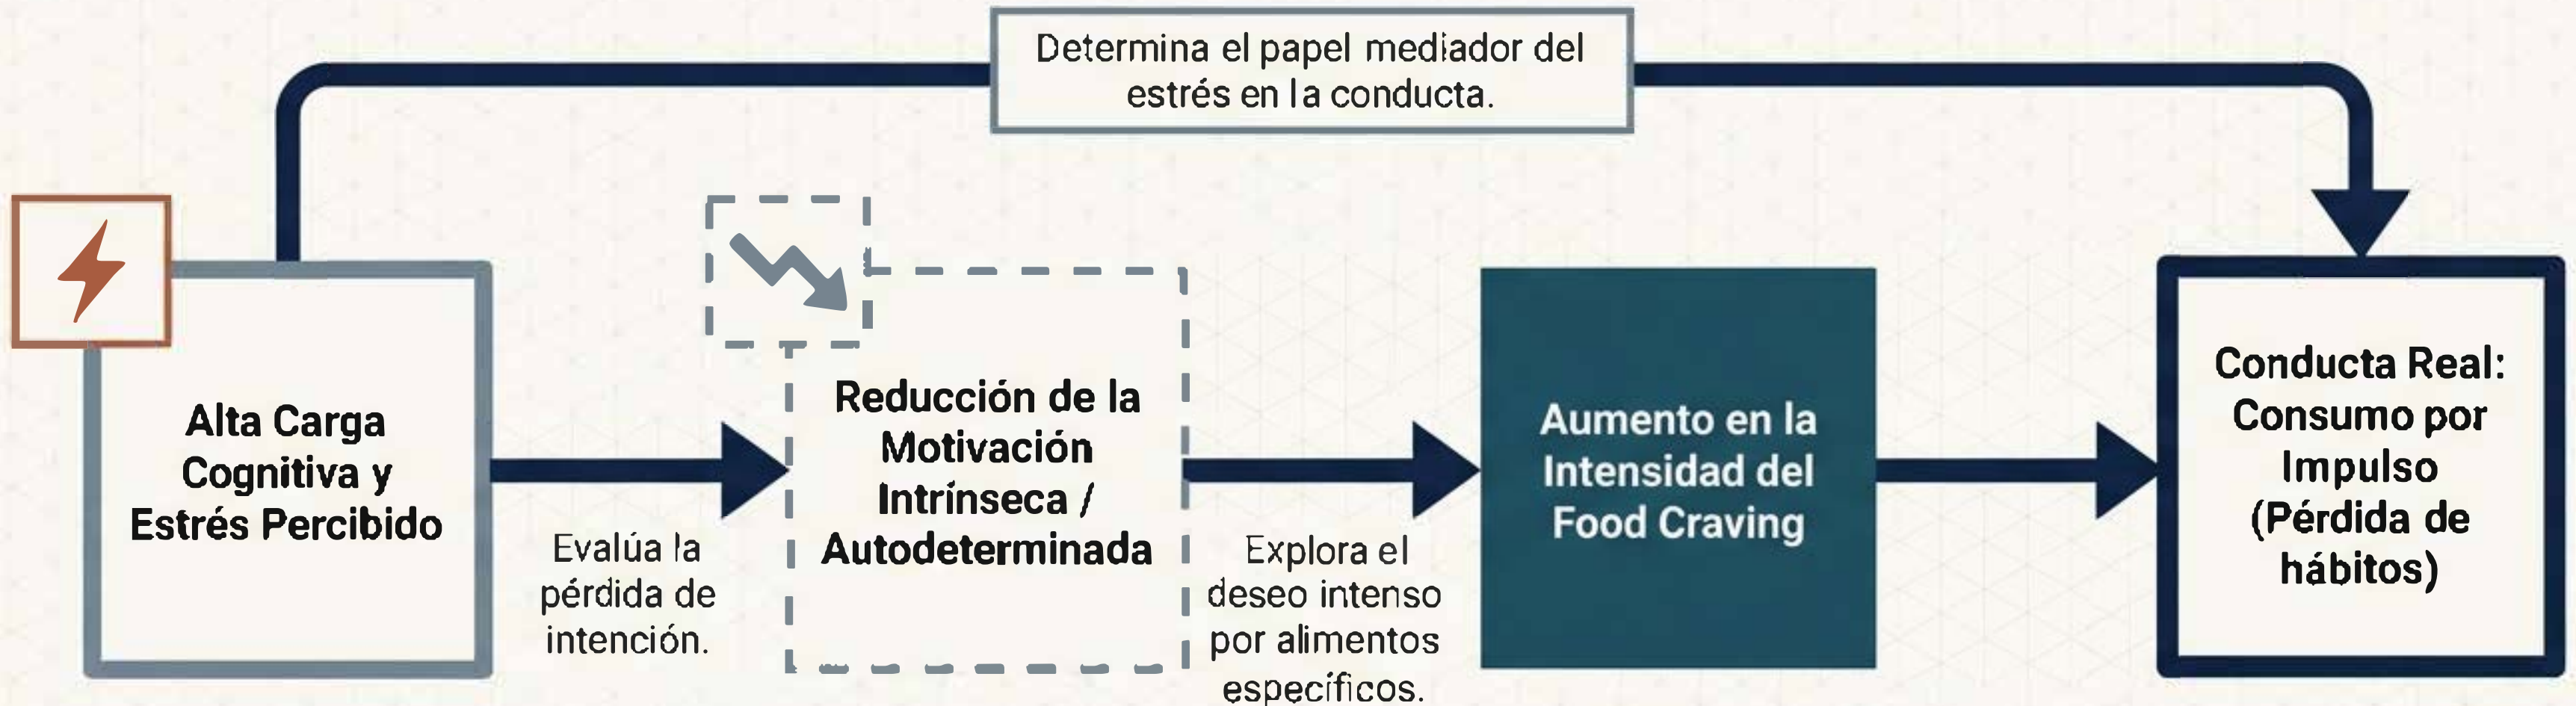 Determina el papel mediador del
estrés en la conducta.
Alta Carga
Cognitiva y
Estrés Percibido
Evalúa la
pérdida de
intención.
Reducción de la
Motivación
Intrínseca /
Autodeterminada
Explora el
deseo intenso
por alimentos
específicos.
Aumento en la
Intensidad del
Food Craving
Conducta Real:
Consumo por
Impulso
(Pérdida de
hábitos)